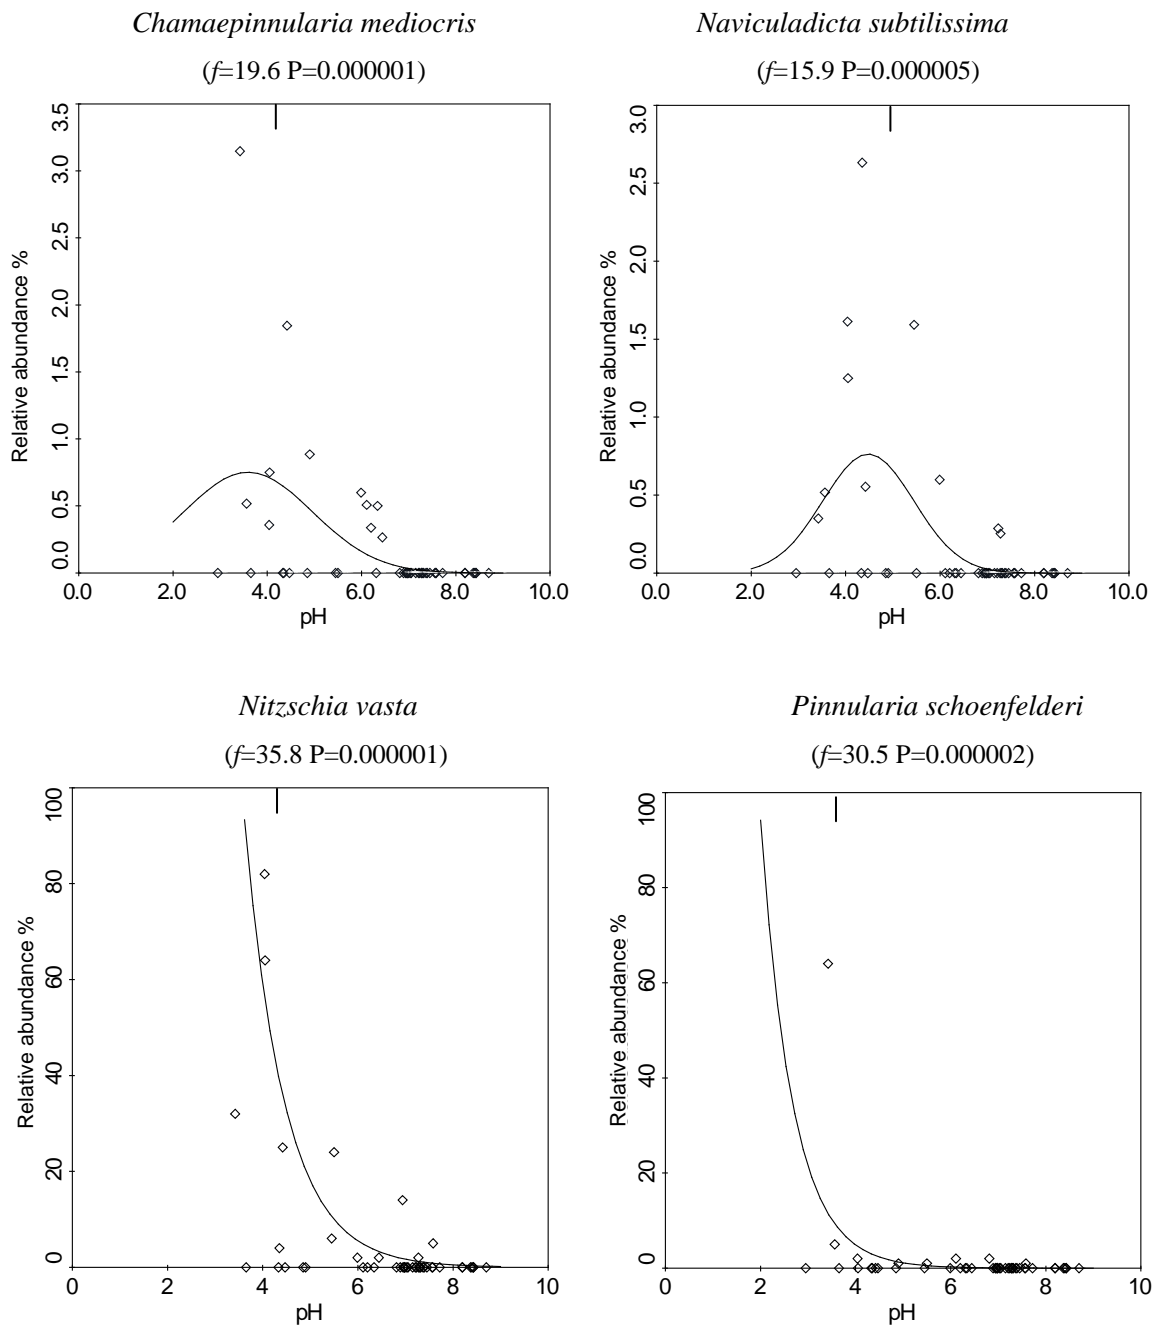 Chamaepinnularia mediocris
(f=19.6 P=0.000001)
3.5
3.0
2.5
2.0
1.5
1.0
0.5
0.0
Relative abundance %
0.0 2.0 4.0 6.0 8.0 10.0
pH
Naviculadicta subtilissima
(f=15.9 P=0.000005)
3.0
2.5
2.0
1.5
1.0
0.5
0.0
Relative abundance %
0.0 2.0 4.0 6.0 8.0 10.0
pH
Nitzschia vasta
(f=35.8 P=0.000001)
100
80
60
40
20
0
Relative abundance %
0 2 4 6 8 10
pH
Pinnularia schoenfelderi
(f=30.5 P=0.000002)
100
80
60
40
20
0
Relative abundance %
0 2 4 6 8 10
pH